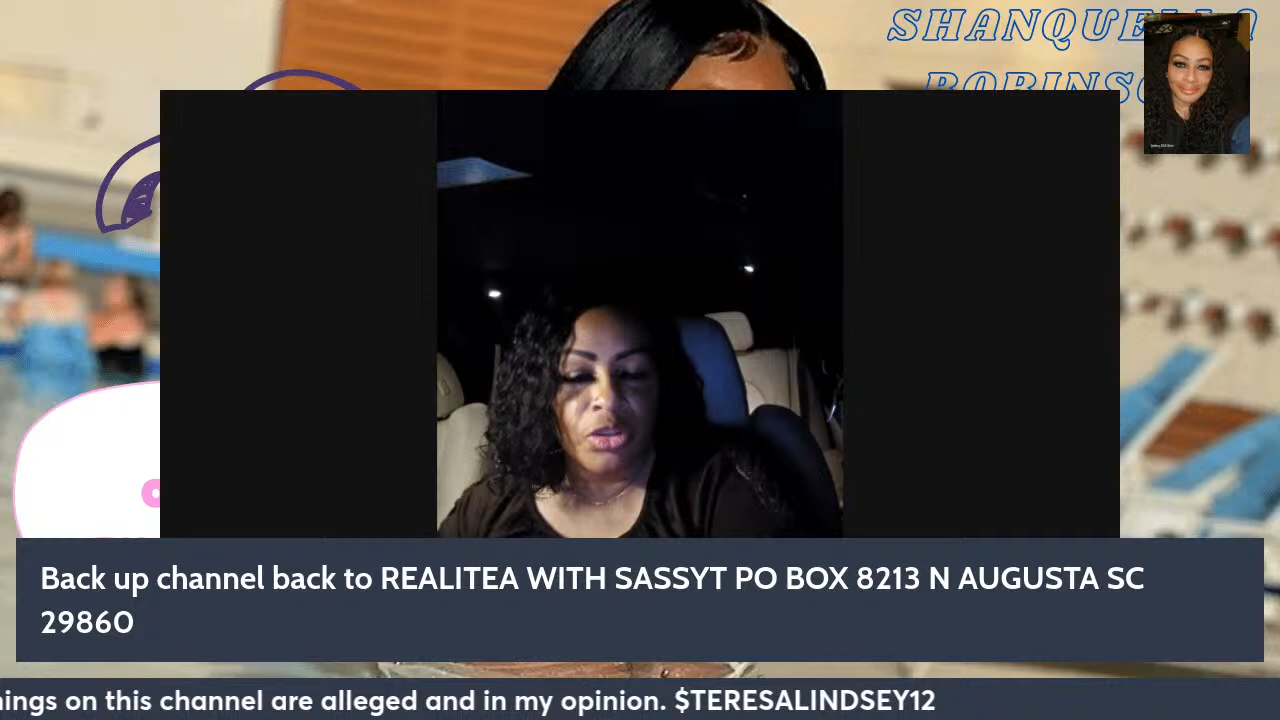 SHANQUE
ROBINS
Back up channel back to REALITEA WITH SASSYT PO BOX 8213 N AUGUSTA SC
29860
on this channel are alleged and in my opinion. $TERESALINDSEY12